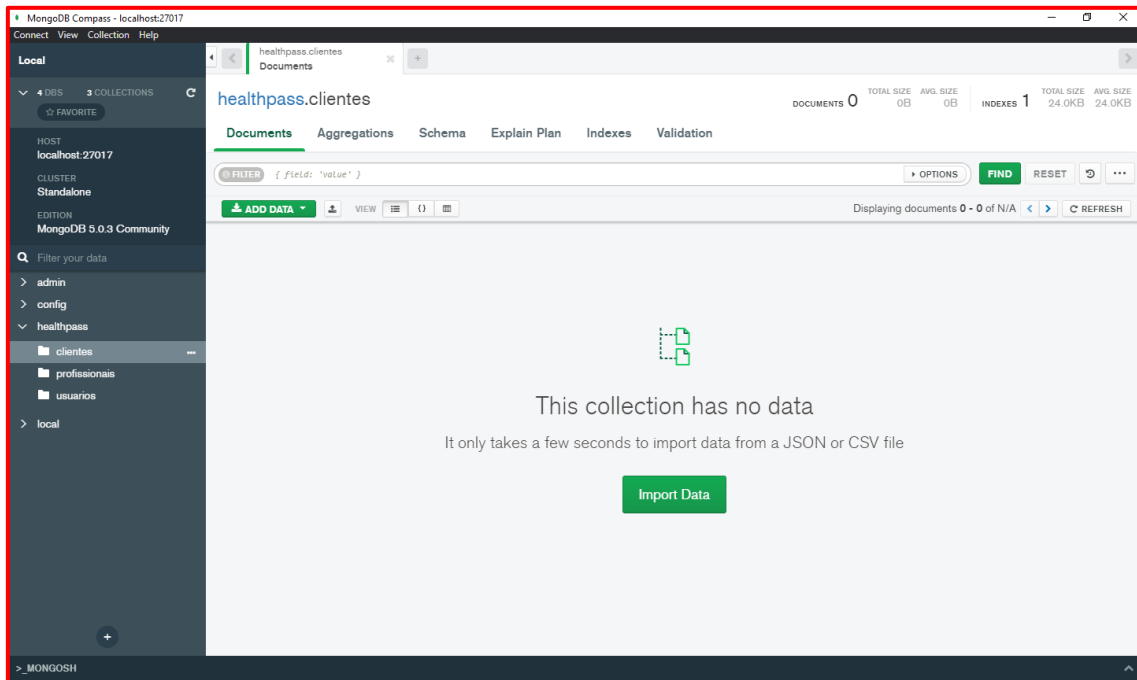 MongoDB Compass - localhost:27017
Connect View Collection Help
Local
4 DBS 3 COLLECTIONS
FAVORITE
HOST
localhost:27017
CLUSTER
Standalone
EDITION
MongoDB 5.0.3 Community
Filter your data
admin
config
healthpass
clientes
profissionais
usuarios
local
>_MONGOSH
healthpass.clientes
Documents
healthpass.clientes
DOCUMENTS 0 TOTAL SIZE 0B AVG. SIZE 0B INDEXES 1 TOTAL SIZE 24.0KB AVG. SIZE 24.0KB
Documents Aggregations Schema Explain Plan Indexes Validation
FILTER { field: 'value' } OPTIONS FIND RESET
ADD DATA VIEW {} Displaying documents 0 - 0 of N/A < > REFRESH
This collection has no data
It only takes a few seconds to import data from a JSON or CSV file
Import Data